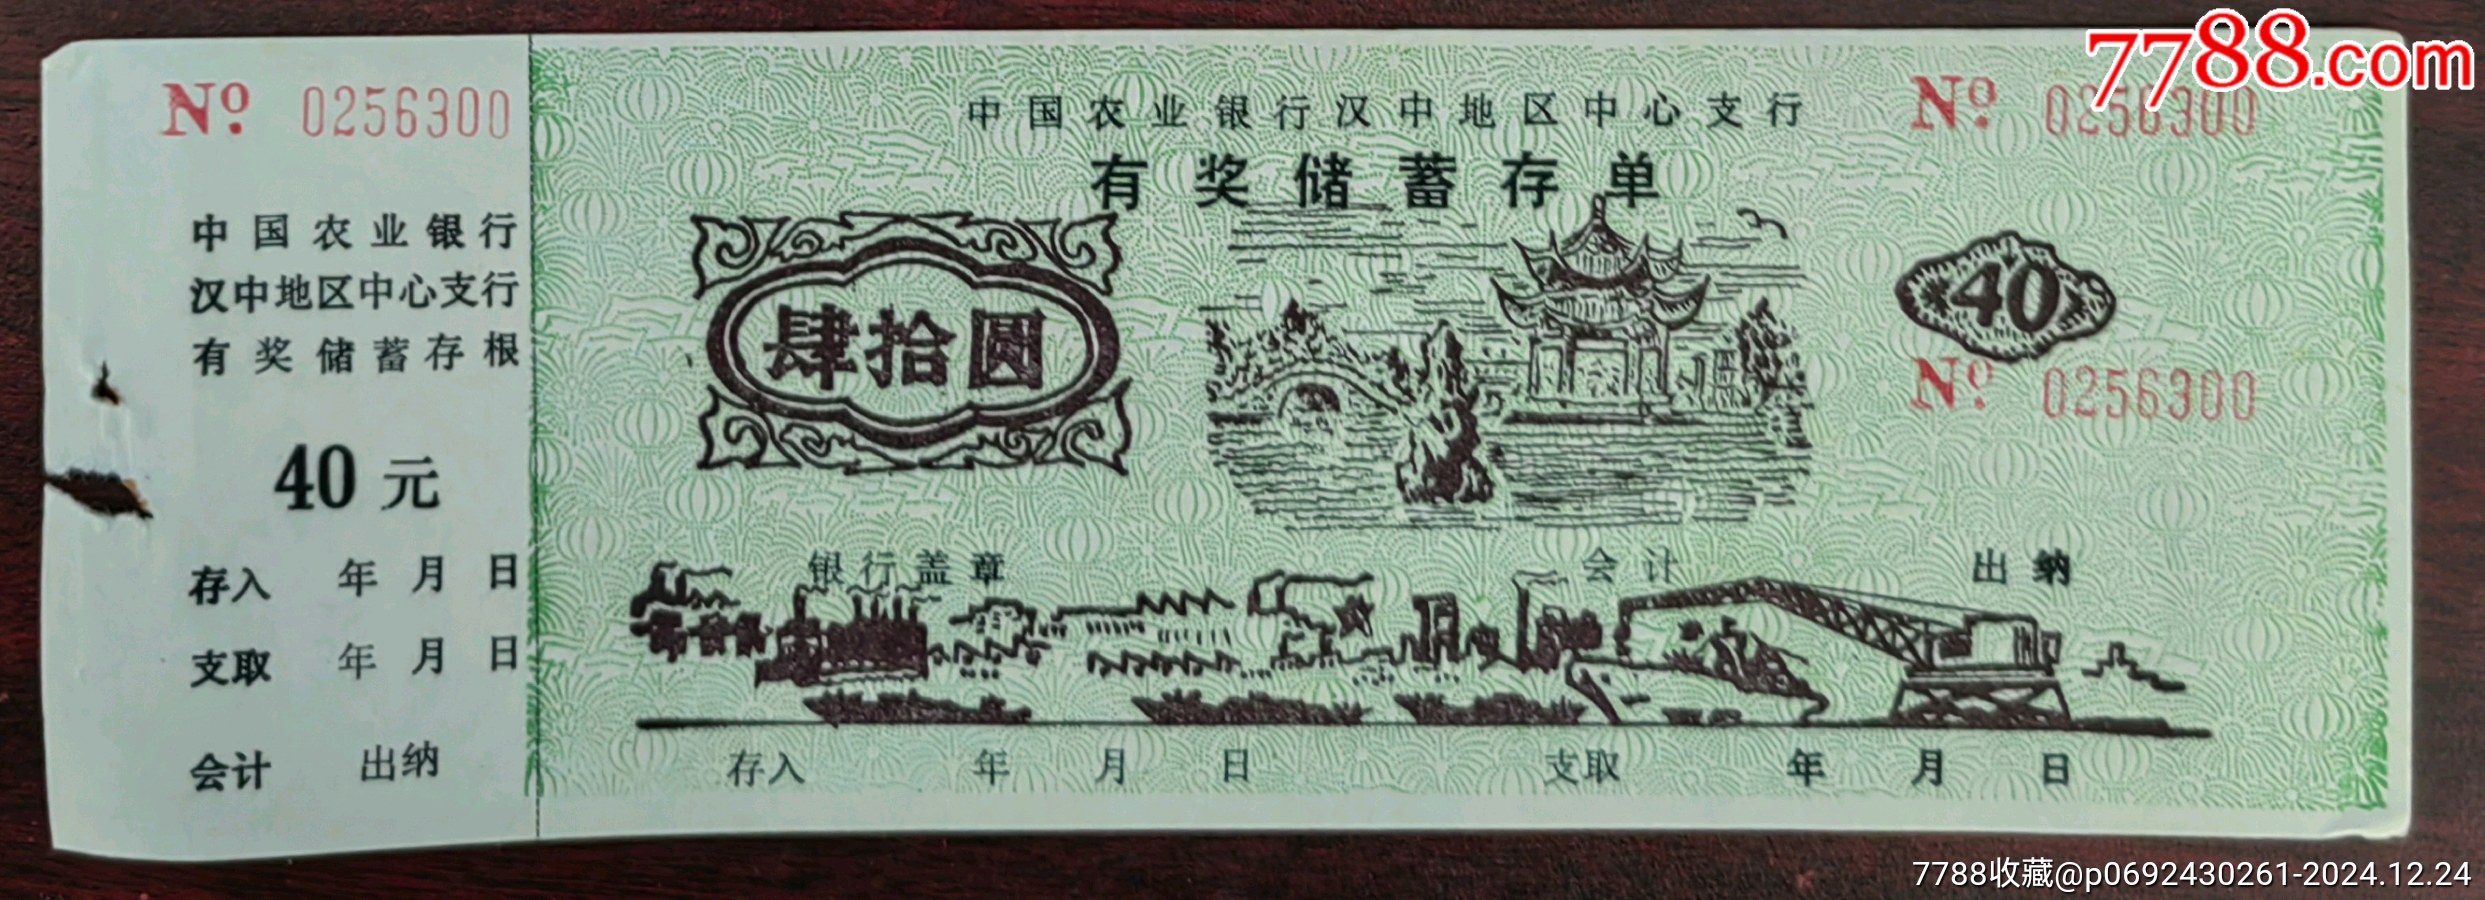 7788.com
№ 0256300
中国农业银行
汉中地区中心支行
有奖储蓄存根
40元
存入 年 月 日
支取 年 月 日
会计 出纳
中国农业银行汉中地区中心支行
有奖储蓄存单
№ 0256300
肆拾圆
40
№ 0256300
银行盖章 会计 出纳
存入 年 月 日 支取 年 月 日
7788收藏@p0692430261-2024.12.24